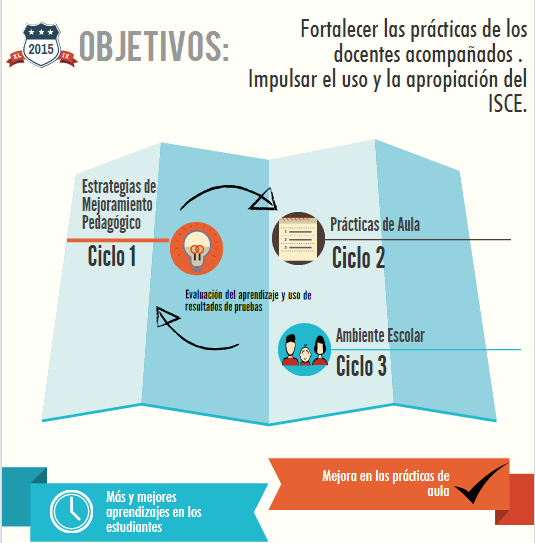 2015
OBJETIVOS:
Fortalecer las prácticas de los
docentes acompañados .
Impulsar el uso y la apropiación del
ISCE.
Estrategias de
Mejoramiento
Pedagógico
Ciclo 1
Prácticas de Aula
Ciclo 2
Evaluación del aprendizaje y uso de
resultados de pruebas
Ambiente Escolar
Ciclo 3
Mejora en las prácticas de
aula
Más y mejores
aprendizajes en los
estudiantes